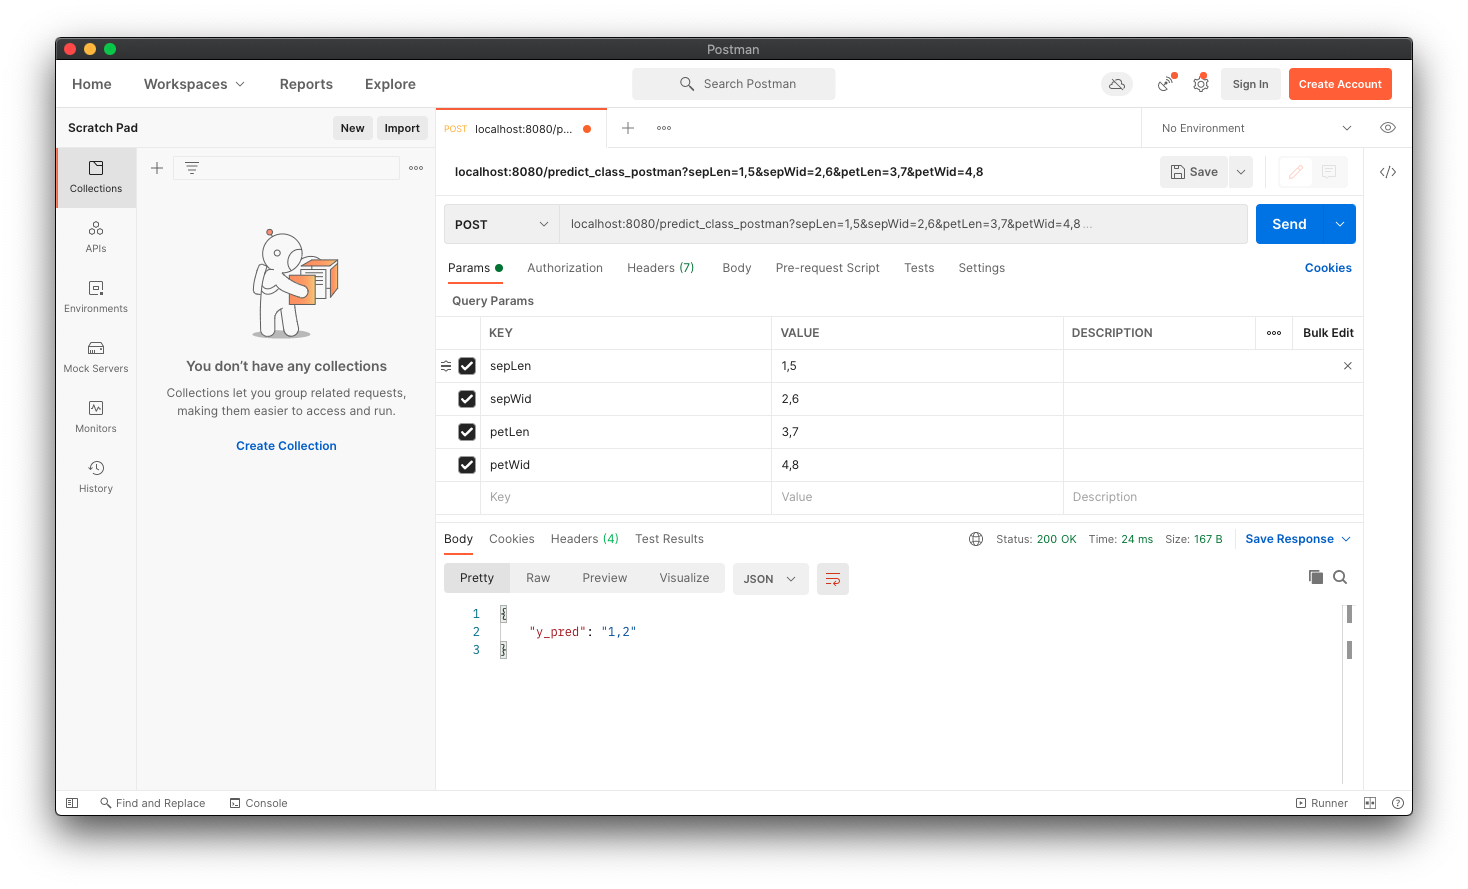 Postman
Home Workspaces Reports Explore Search Postman Sign In Create Account
Scratch Pad New Import POST localhost:8080/p... No Environment
localhost:8080/predict_class_postman?sepLen=1,5&sepWid=2,6&petLen=3,7&petWid=4,8 Save
POST localhost:8080/predict_class_postman?sepLen=1,5&sepWid=2,6&petLen=3,7&petWid=4,8 ... Send
Params Authorization Headers (7) Body Pre-request Script Tests Settings Cookies
Query Params
KEY VALUE DESCRIPTION Bulk Edit
sepLen 1,5
sepWid 2,6
petLen 3,7
petWid 4,8
Key Value Description
Collections
APIs
Environments
Mock Servers
Monitors
History
You don't have any collections
Collections let you group related requests,
making them easier to access and run.
Create Collection
Body Cookies Headers (4) Test Results Status: 200 OK Time: 24 ms Size: 167 B Save Response
Pretty Raw Preview Visualize JSON
1 {
2 "y_pred": "1,2"
3 }
Find and Replace Console Runner